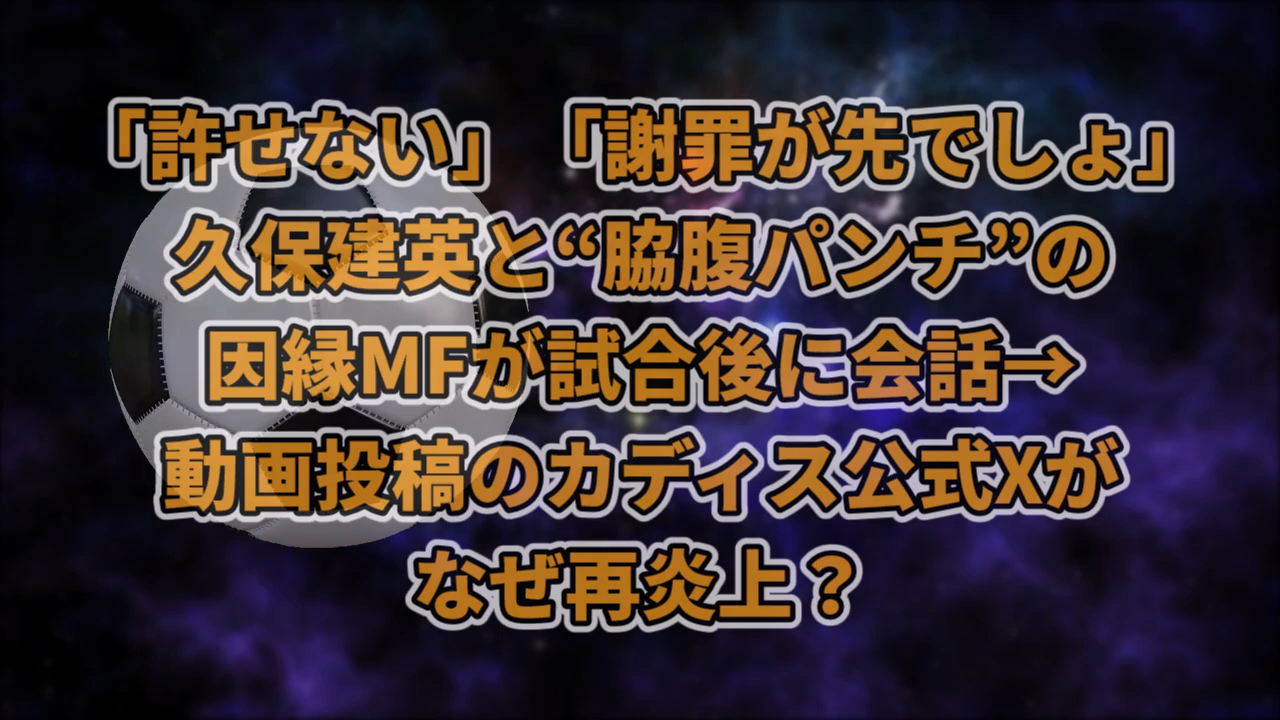 「許せない」「謝罪が先でしょ」
久保建英と“脇腹パンチ”の
因縁MFが試合後に会話→
動画投稿のカディス公式Xが
なぜ再炎上？